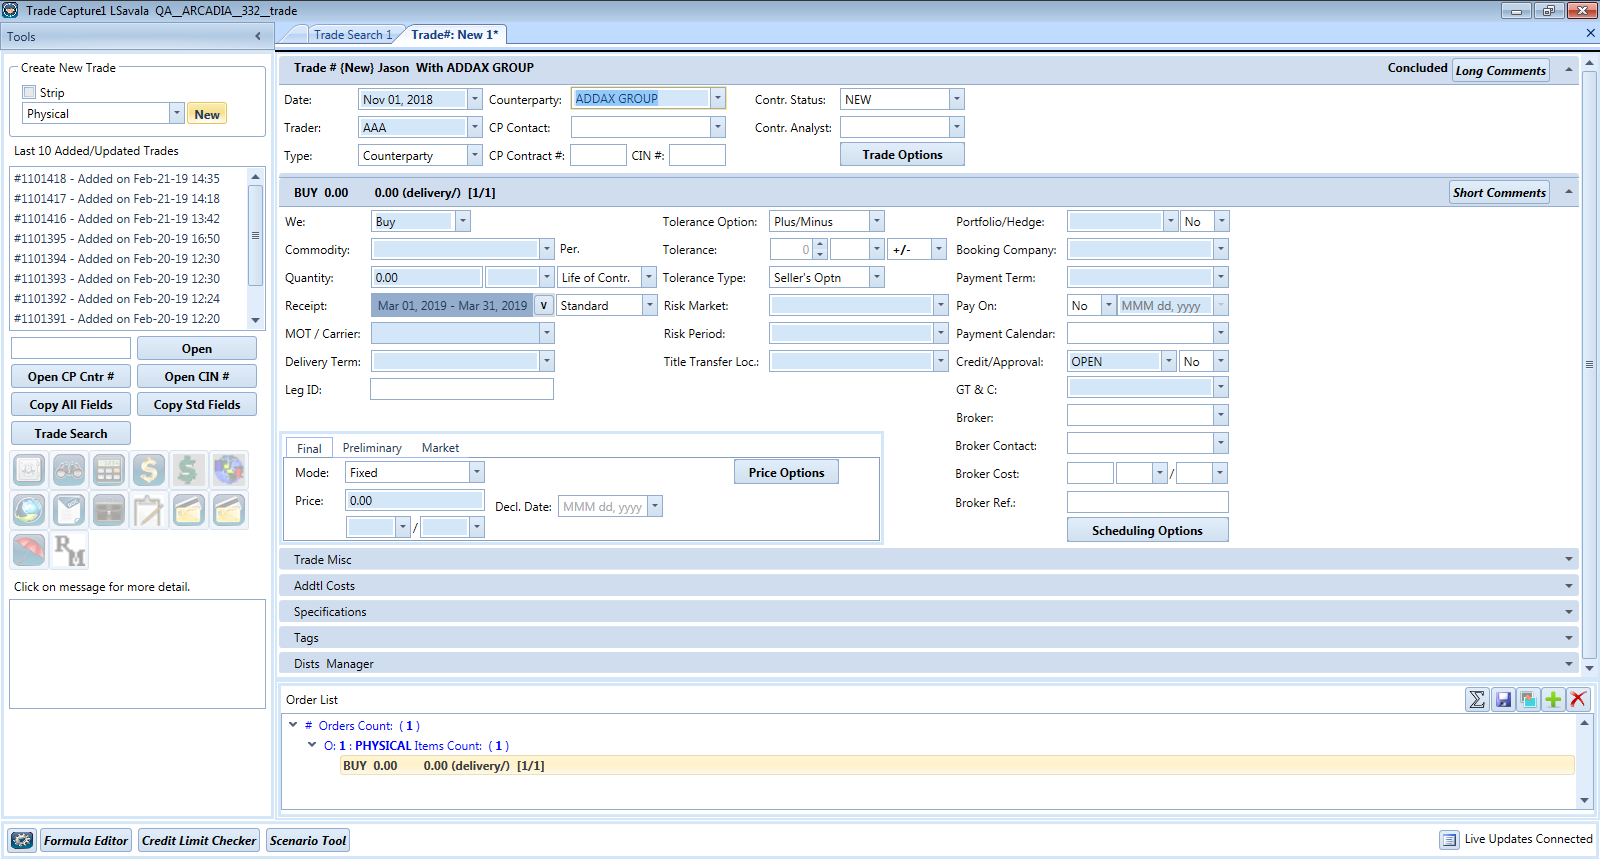 Trade Capture1 LSavala QA__ARCADIA__332__trade
Tools
Trade Search 1
Trade#: New 1*
Create New Trade
Strip
Physical
New
Last 10 Added/Updated Trades
#1101418 - Added on Feb-21-19 14:35
#1101417 - Added on Feb-21-19 14:18
#1101416 - Added on Feb-21-19 13:42
#1101395 - Added on Feb-20-19 16:50
#1101394 - Added on Feb-20-19 12:30
#1101393 - Added on Feb-20-19 12:30
#1101392 - Added on Feb-20-19 12:24
#1101391 - Added on Feb-20-19 12:20
Open
Open CP Cntr # Open CIN #
Copy All Fields Copy Std Fields
Trade Search
RM
Click on message for more detail.
Trade # {New} Jason With ADDAX GROUP
Concluded Long Comments
Date: Nov 01, 2018 Counterparty: ADDAX GROUP Contr. Status: NEW
Trader: AAA CP Contact: Contr. Analyst:
Type: Counterparty CP Contract #: CIN #: Trade Options
BUY 0.00 0.00 (delivery/) [1/1] Short Comments
We: Buy Tolerance Option: Plus/Minus Portfolio/Hedge: No
Commodity: Per. Tolerance: 0 +/- Booking Company:
Quantity: 0.00 Life of Contr. Tolerance Type: Seller's Optn Payment Term:
Receipt: Mar 01, 2019 - Mar 31, 2019 v Standard Risk Market: Pay On: No MMM dd, yyyy
MOT / Carrier: Risk Period: Payment Calendar:
Delivery Term: Title Transfer Loc.: Credit/Approval: OPEN No
Leg ID: GT & C:
Broker:
Broker Contact:
Broker Cost: /
Broker Ref.:
Scheduling Options
Final Preliminary Market
Mode: Fixed Price Options
Price: 0.00 Decl. Date: MMM dd, yyyy
/
Trade Misc
Addtl Costs
Specifications
Tags
Dists Manager
Order List
# Orders Count: ( 1 )
O: 1 : PHYSICAL Items Count: ( 1 )
BUY 0.00 0.00 (delivery/) [1/1]
Formula Editor Credit Limit Checker Scenario Tool
Live Updates Connected